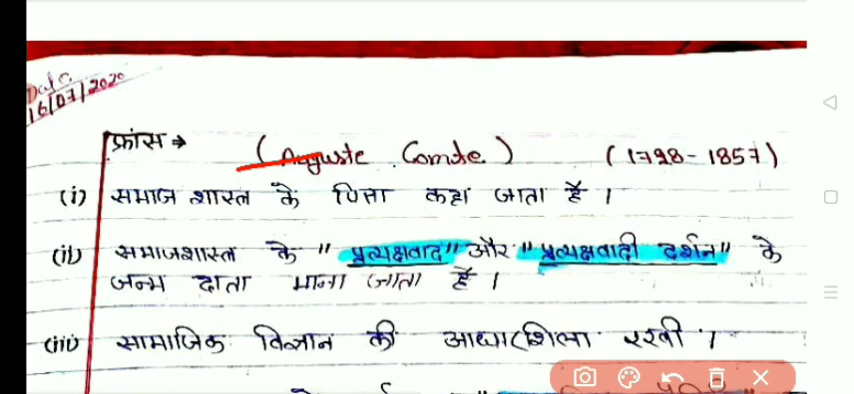 Date
16/07/2020
फ्रांस → (Auguste Comte.) (1798-1857)
(i) समाज शास्त्र के पिता कहा जाता है ।
(ii) समाजशास्त्र के "प्रत्यक्षवाद" और "प्रत्यक्षवादी दर्शन" के
जन्म दाता माना जाता है ।
(iii) सामाजिक विज्ञान की आधारशिला रखी ।